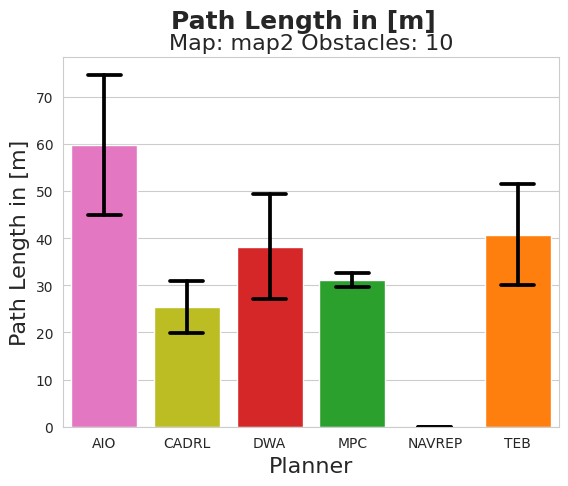 Path Length in [m]
Map: map2 Obstacles: 10
Path Length in [m]
70
60
50
40
30
20
10
0
AIO CADRL DWA MPC NAVREP TEB
Planner